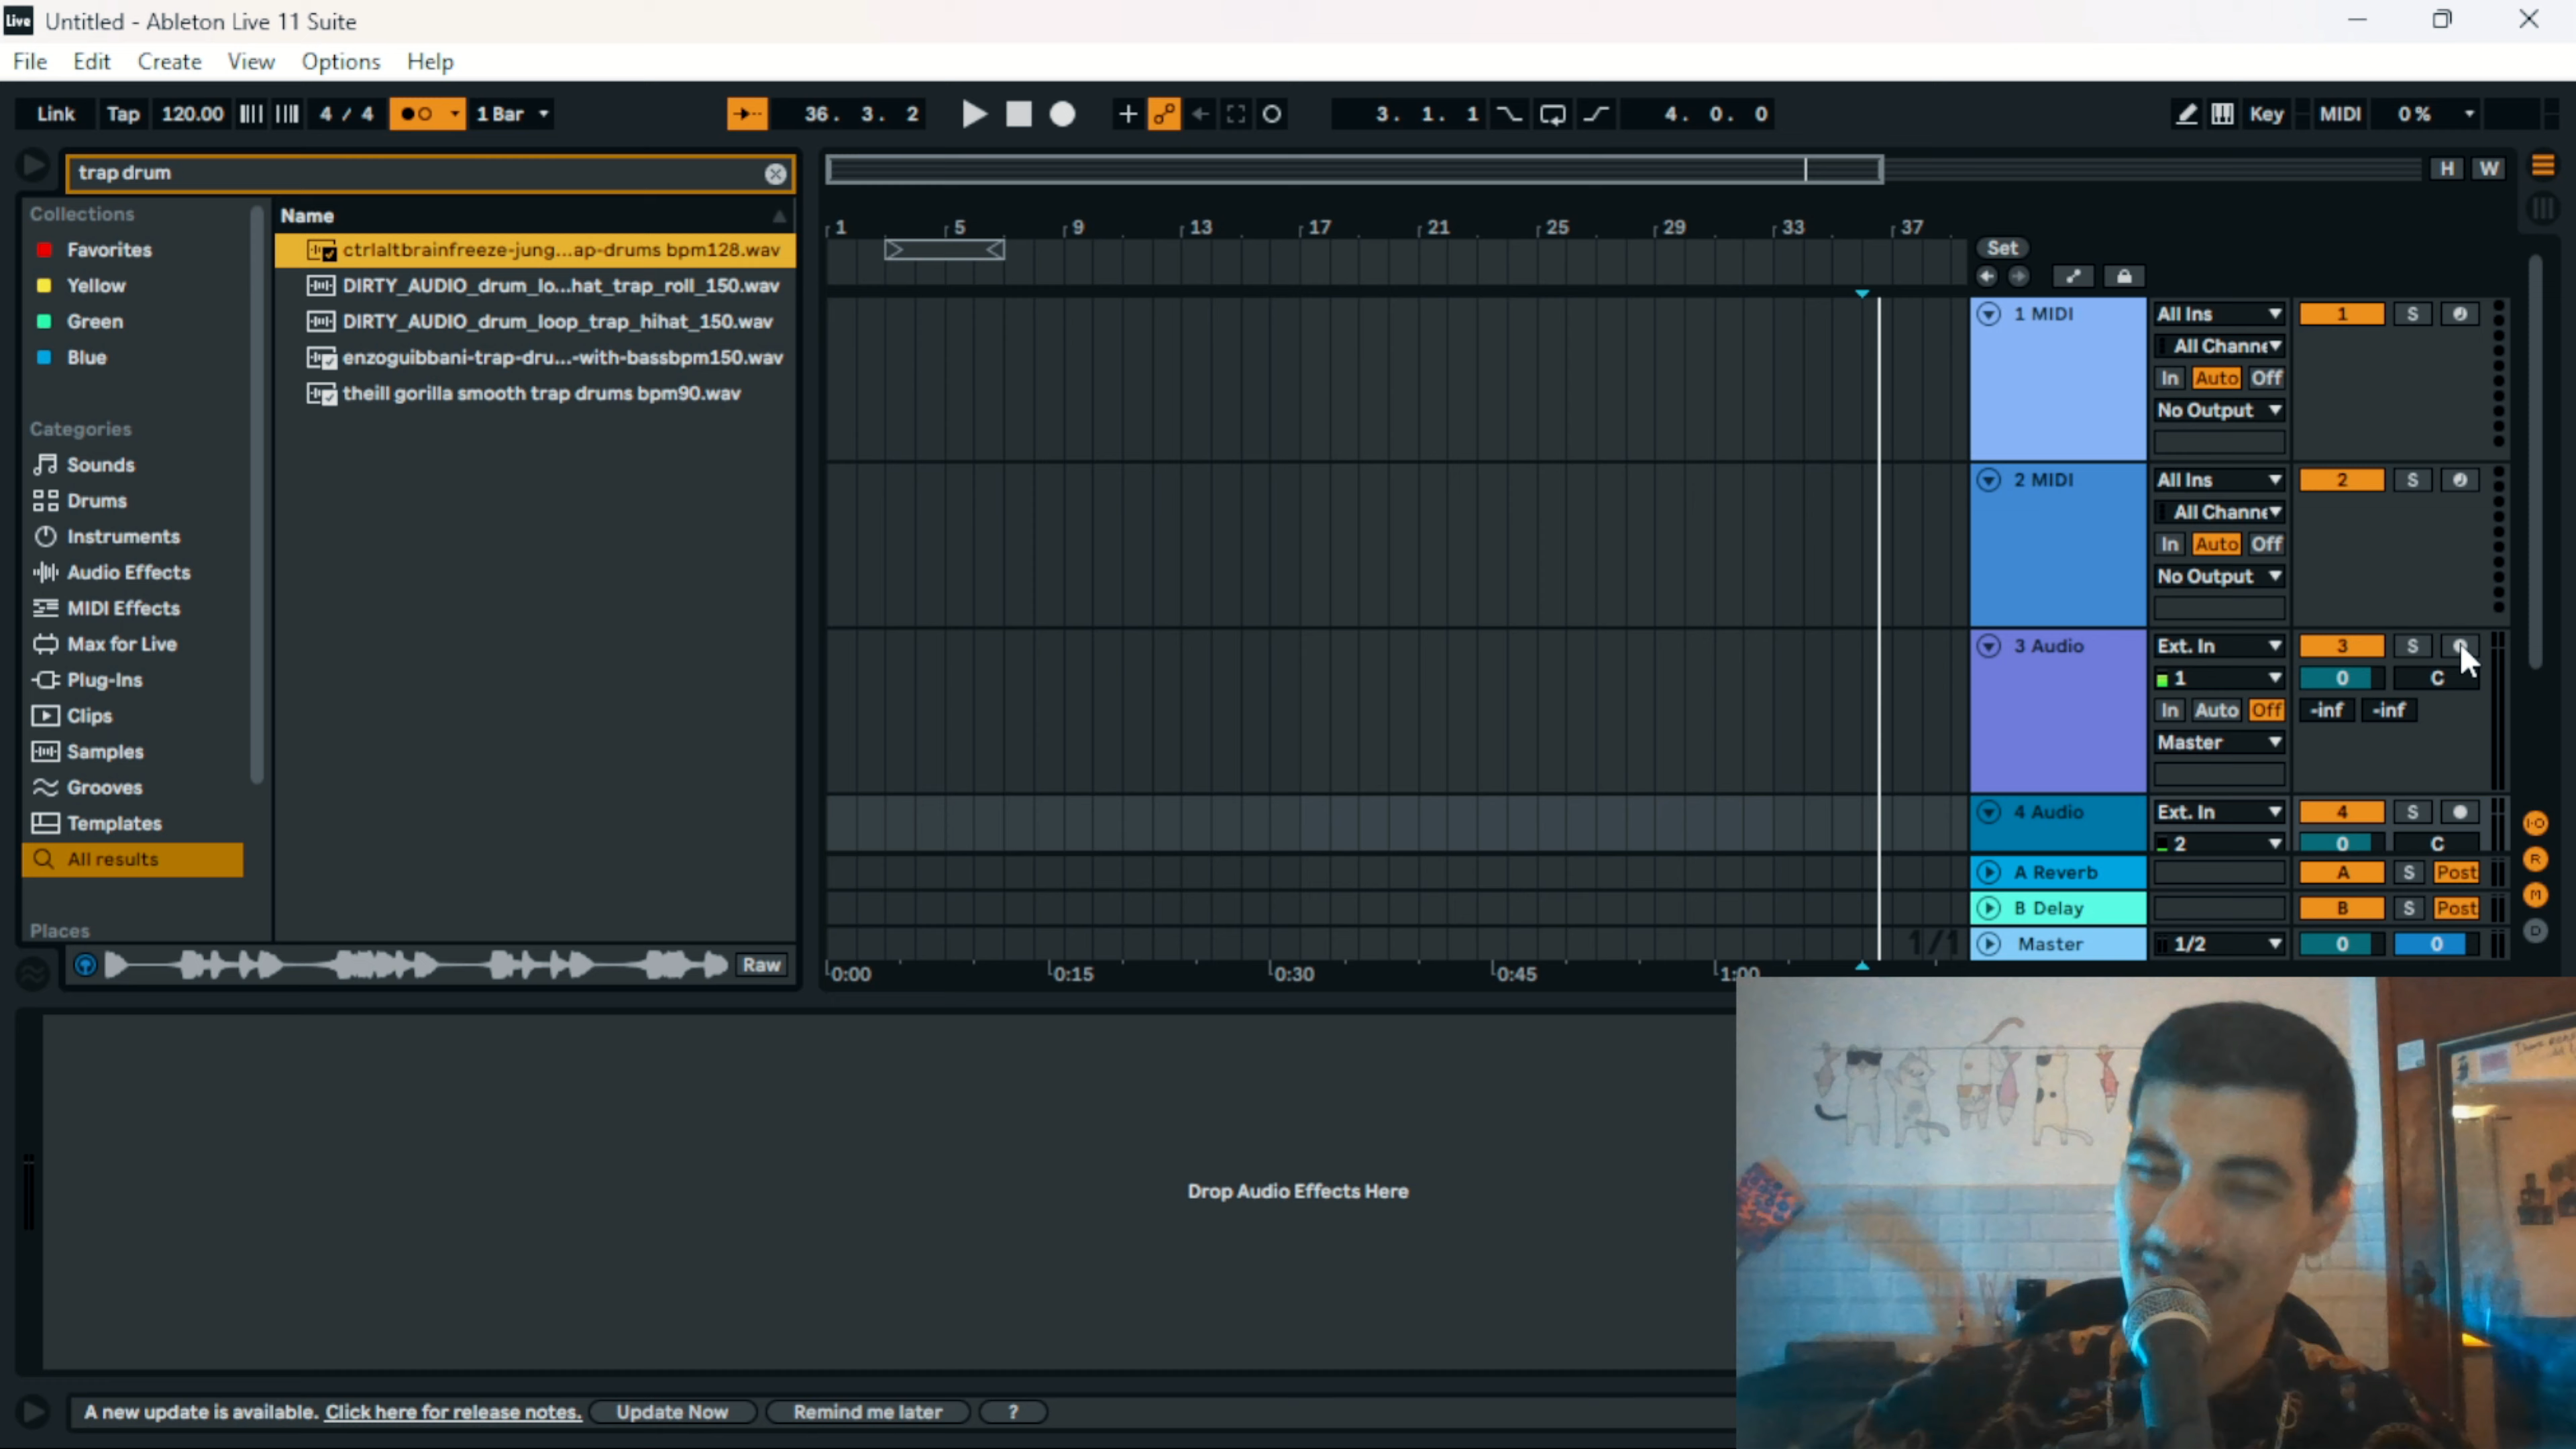 Live Untitled - Ableton Live 11 Suite
File Edit Create View Options Help
Link Tap 120.00 4 / 4 1 Bar 36. 3. 2 3. 1. 1 4. 0. 0 Key MIDI 0 %
trap drum
H W
Collections
Name
1 5 9 13 17 21 25 29 33 37
Set
Favorites
ctrlaltbrainfreeze-jung...ap-drums bpm128.wav
Yellow
DIRTY_AUDIO_drum_lo...hat_trap_roll_150.wav
Green
DIRTY_AUDIO_drum_loop_trap_hihat_150.wav
Blue
enzoguibbani-trap-dru...-with-bassbpm150.wav
theill gorilla smooth trap drums bpm90.wav
Categories
Sounds
Drums
Instruments
Audio Effects
MIDI Effects
Max for Live
Plug-Ins
Clips
Samples
Grooves
Templates
All results
Places
Raw
1 MIDI All Ins 1 S
All Channe
In Auto Off
No Output
2 MIDI All Ins 2 S
All Channe
In Auto Off
No Output
3 Audio Ext. In 3 S
1 0 C
In Auto Off -inf -inf
Master
4 Audio Ext. In 4 S
2 0 C
A Reverb A S Post
B Delay B S Post
1/1 Master 1/2 0 0
I·O
R
M
D
0:00 0:15 0:30 0:45 1:00
Drop Audio Effects Here
A new update is available. Click here for release notes. Update Now Remind me later ?